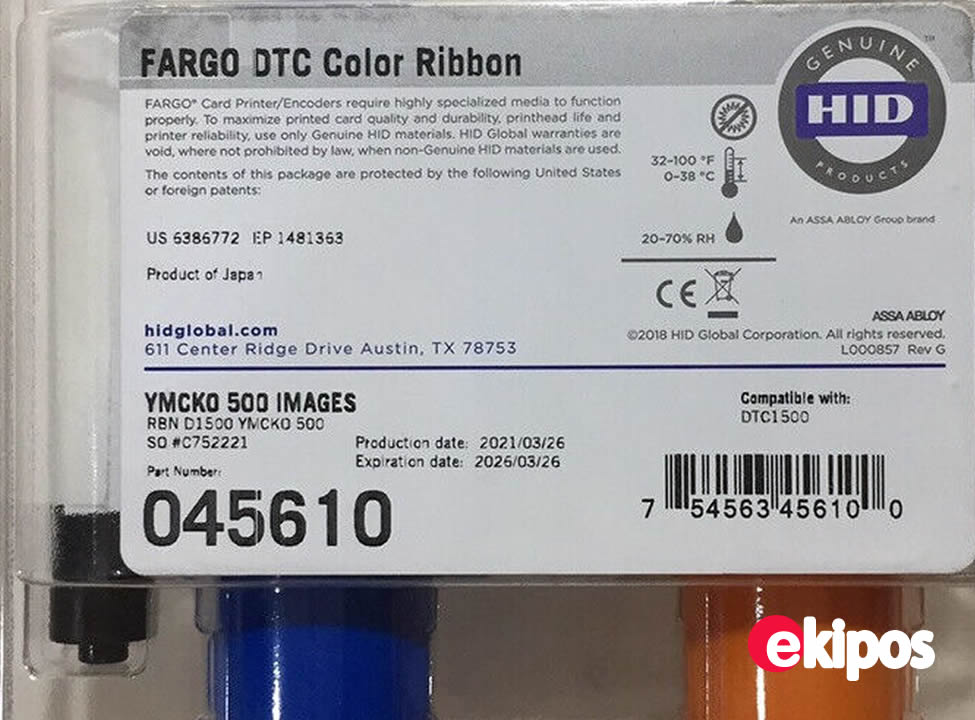 FARGO DTC Color Ribbon
FARGO® Card Printer/Encoders require highly specialized media to function
properly. To maximize printed card quality and durability, printhead life and
printer reliability, use only Genuine HID materials. HID Global warranties are
void, where not prohibited by law, when non-Genuine HID materials are used.
The contents of this package are protected by the following United States
or foreign patents:
US 6386772 EP 1481363
Product of Japan
hidglobal.com
611 Center Ridge Drive Austin, TX 78753
GENUINE
HID
PRODUCTS
TM
An ASSA ABLOY Group brand
32-100 °F
0-38 °C
20-70% RH
CE
ASSA ABLOY
©2018 HID Global Corporation. All rights reserved.
L000857 Rev G
YMCKO 500 IMAGES
RBN D1500 YMCKO 500
SO #C752221
Production date: 2021/03/26
Expiration date: 2026/03/26
Part Number:
045610
Compatible with:
DTC1500
7 54563 45610 0
ekipos